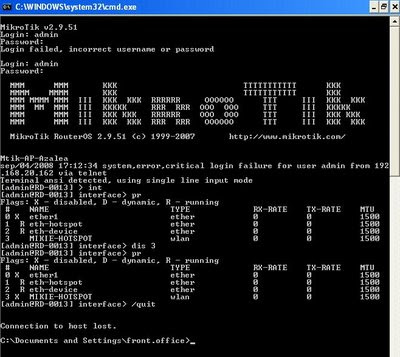 C:\WINDOWS\system32\cmd.exe
MikroTik v2.9.51
Login: admin
Password:
Login failed, incorrect username or password
Login: admin
Password:
MikroTik
MikroTik RouterOS 2.9.51 (c) 1999-2007 http://www.mikrotik.com/
Mtik-AP-Azalea
sep/04/2008 17:12:34 system,error,critical login failure for user admin from 192
.168.20.162 via telnet
Terminal ansi detected, using single line input mode
[admin@RD-0013] > int
[admin@RD-0013] interface> pr
Flags: X - disabled, D - dynamic, R - running
# NAME TYPE RX-RATE TX-RATE MTU
0 X ether1 ether 0 0 1500
1 R eth-hotspot ether 0 0 1500
2 R eth-device ether 0 0 1500
3 MIKIE-HOTSPOT wlan 0 0 1500
[admin@RD-0013] interface> dis 3
[admin@RD-0013] interface> pr
Flags: X - disabled, D - dynamic, R - running
# NAME TYPE RX-RATE TX-RATE MTU
0 X ether1 ether 0 0 1500
1 R eth-hotspot ether 0 0 1500
2 R eth-device ether 0 0 1500
3 X MIKIE-HOTSPOT wlan 0 0 1500
[admin@RD-0013] interface> /quit
Connection to host lost.
C:\Documents and Settings\front.office>_